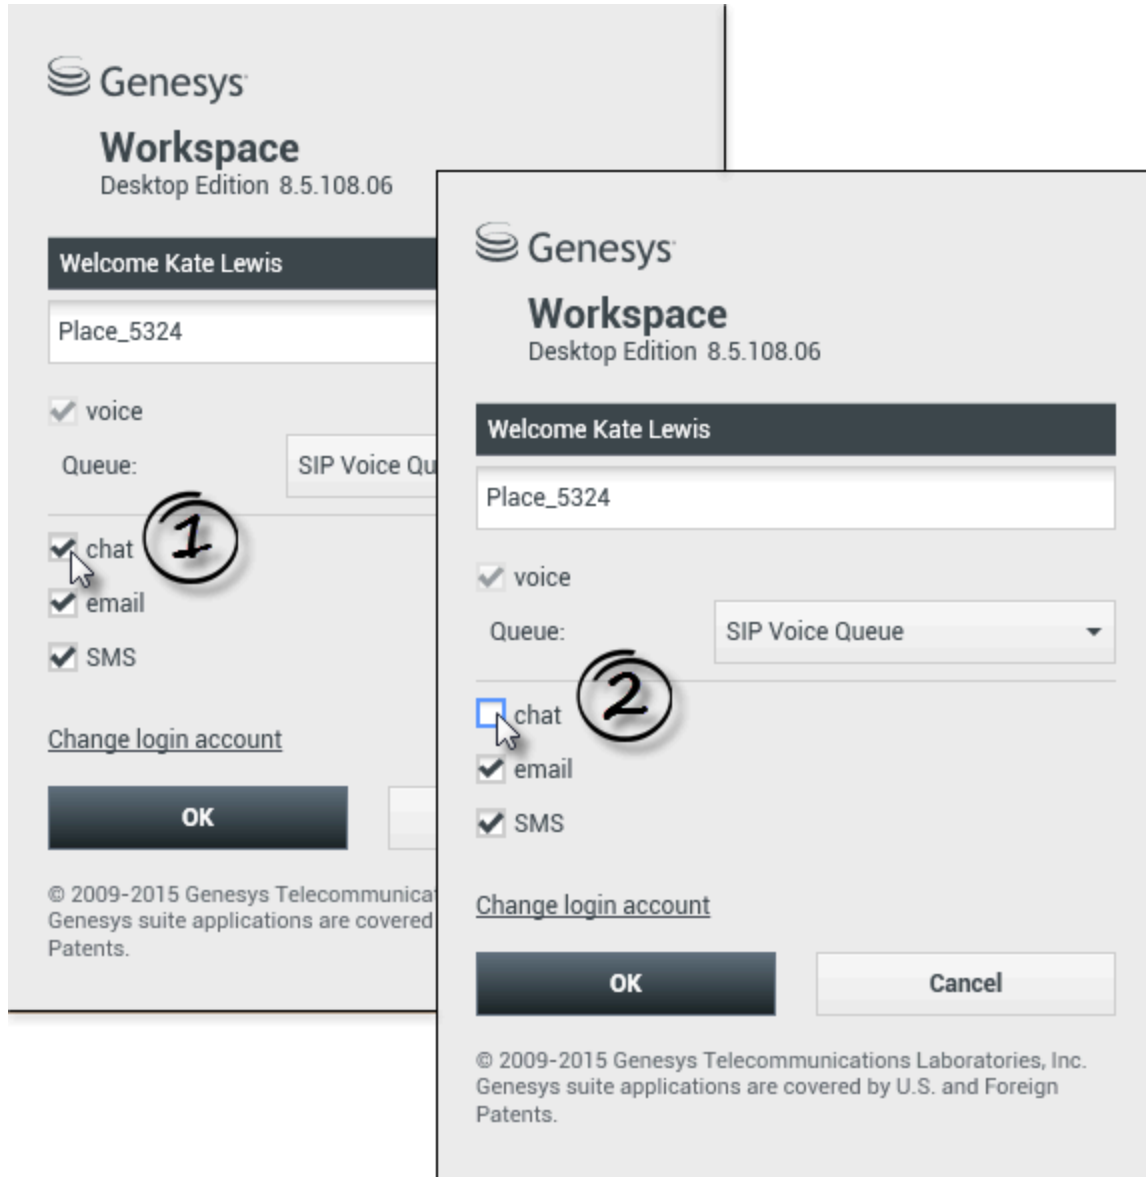 Genesys
Workspace
Desktop Edition 8.5.108.06
Welcome Kate Lewis
Place_5324
voice
Queue: SIP Voice Qu
1
chat
email
SMS
Change login account
OK
© 2009-2015 Genesys Telecommunica
Genesys suite applications are covered
Patents.
Genesys
Workspace
Desktop Edition 8.5.108.06
Welcome Kate Lewis
Place_5324
voice
Queue: SIP Voice Queue
2
chat
email
SMS
Change login account
OK Cancel
© 2009-2015 Genesys Telecommunications Laboratories, Inc.
Genesys suite applications are covered by U.S. and Foreign
Patents.